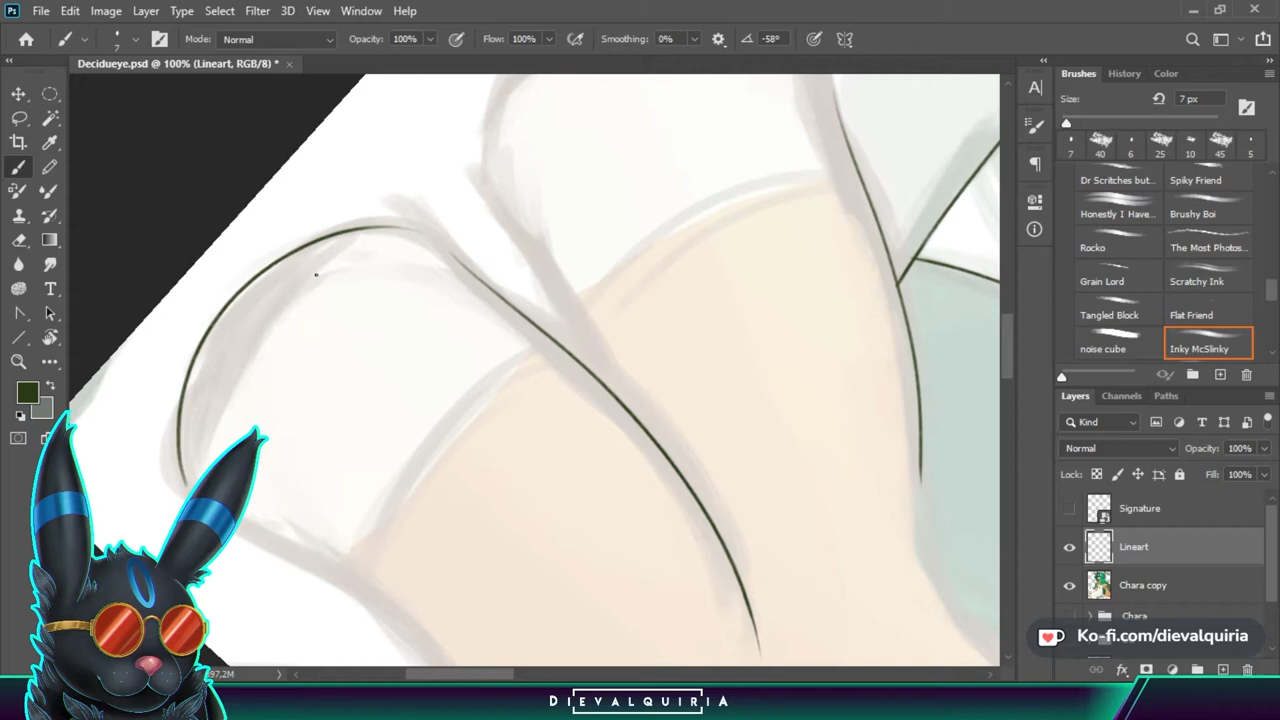 Ps File Edit Image Layer Type Select Filter 3D View Window Help
7 Mode: Normal Opacity: 100% Flow: 100% Smoothing: 0% -58°
Decidueye.psd @ 100% (Lineart, RGB/8) *
Brushes History Color
Size: 7 px
7 40 6 25 10 45 5
Dr Scritches but... Spiky Friend
Honestly I Have... Brushy Boi
Rocko The Most Photos...
Grain Lord Scratchy Ink
Tangled Block Flat Friend
noise cube Inky McSlinky
Layers Channels Paths
Kind
Normal Opacity: 100%
Lock: Fill: 100%
Signature
Lineart
Chara copy
Chara
Ko-fi.com/dievalquiria
97,2M
DIEVALQUIRIA